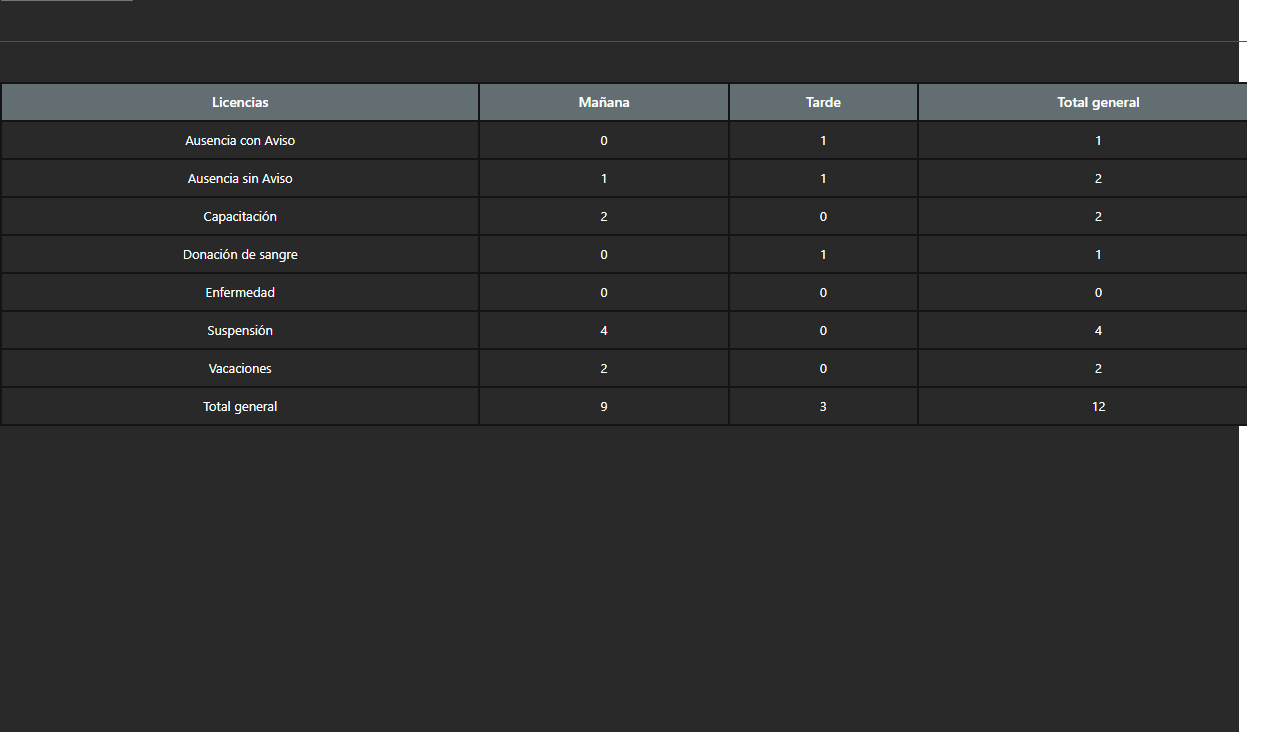 Licencias Mañana Tarde Total general
Ausencia con Aviso 0 1 1
Ausencia sin Aviso 1 1 2
Capacitación 2 0 2
Donación de sangre 0 1 1
Enfermedad 0 0 0
Suspensión 4 0 4
Vacaciones 2 0 2
Total general 9 3 12